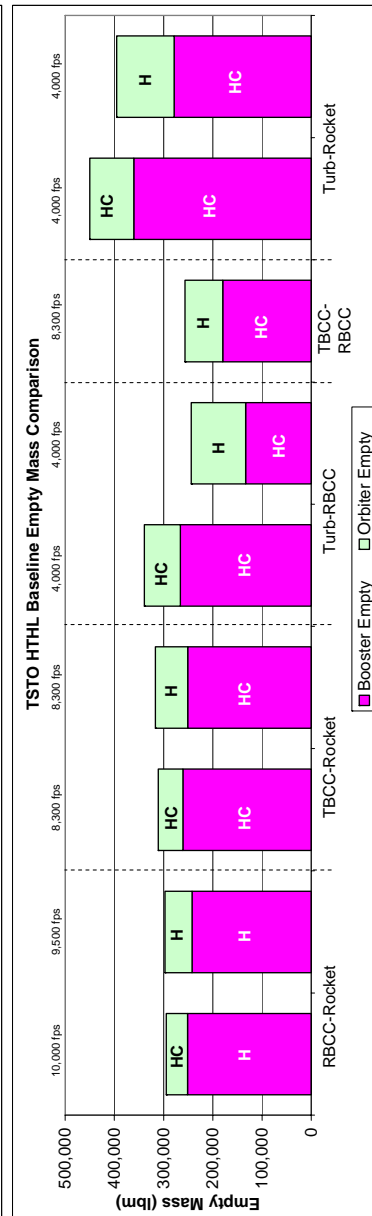 TSTO HTHL Baseline Empty Mass Comparison
10,000 fps 9,500 fps 8,300 fps 8,300 fps 4,000 fps 4,000 fps 8,300 fps 4,000 fps 4,000 fps
Empty Mass (lbm)
500,000
400,000
300,000
200,000
100,000
0
HC H HC H HC H H HC H
H H HC HC HC HC HC HC HC
RBCC-Rocket TBCC-Rocket Turb-RBCC TBCC- Turb-Rocket
RBCC
Booster Empty Orbiter Empty